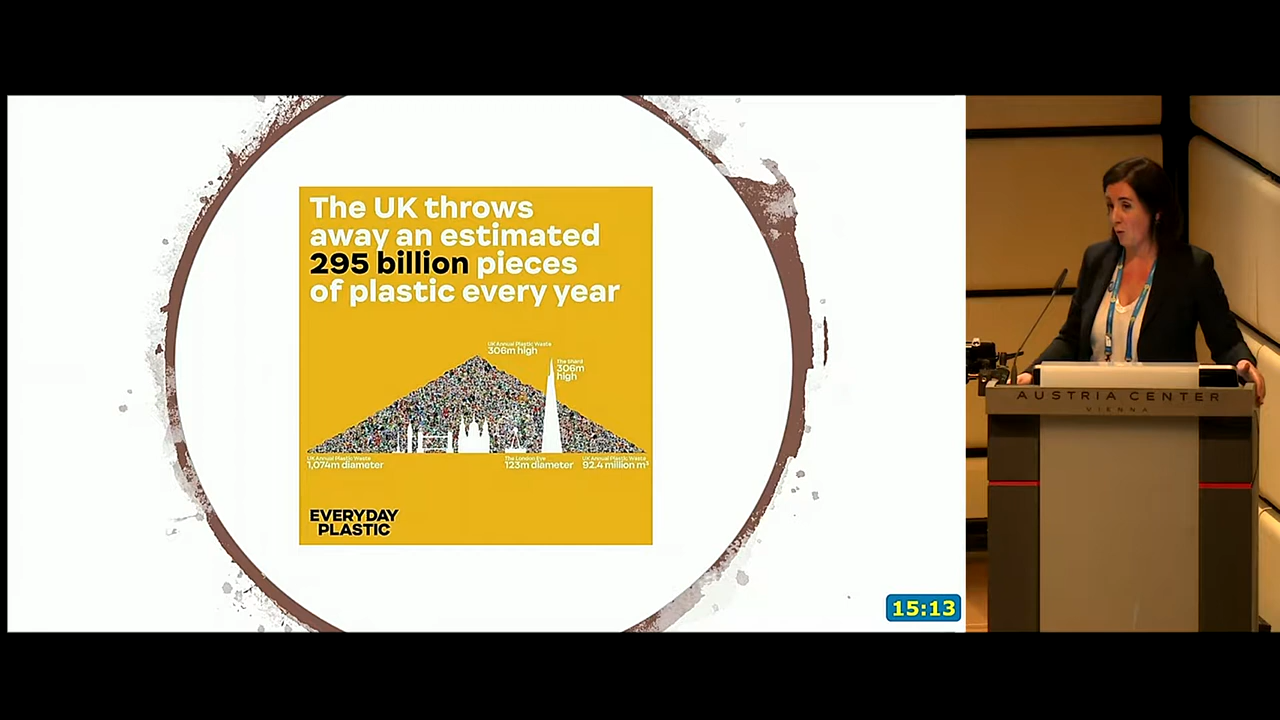 The UK throws
away an estimated
295 billion pieces
of plastic every year
UK Annual Plastic Waste
306m high
The Shard
306m
high
UK Annual Plastic Waste
1,074m diameter
The London Eye
123m diameter
UK Annual Plastic Waste
92.4 million m³
EVERYDAY
PLASTIC
15:13
AUSTRIA CENTER
VIENNA